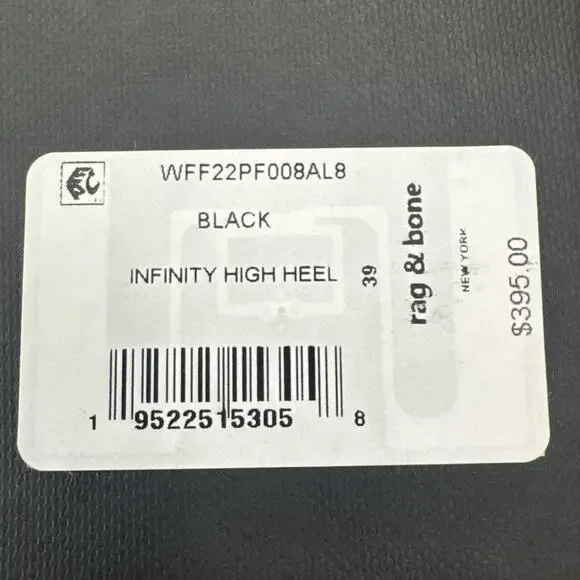 WFF22PF008AL8
BLACK
INFINITY HIGH HEEL
39
rag & bone
NEW YORK
$395.00
1 9522515305 8